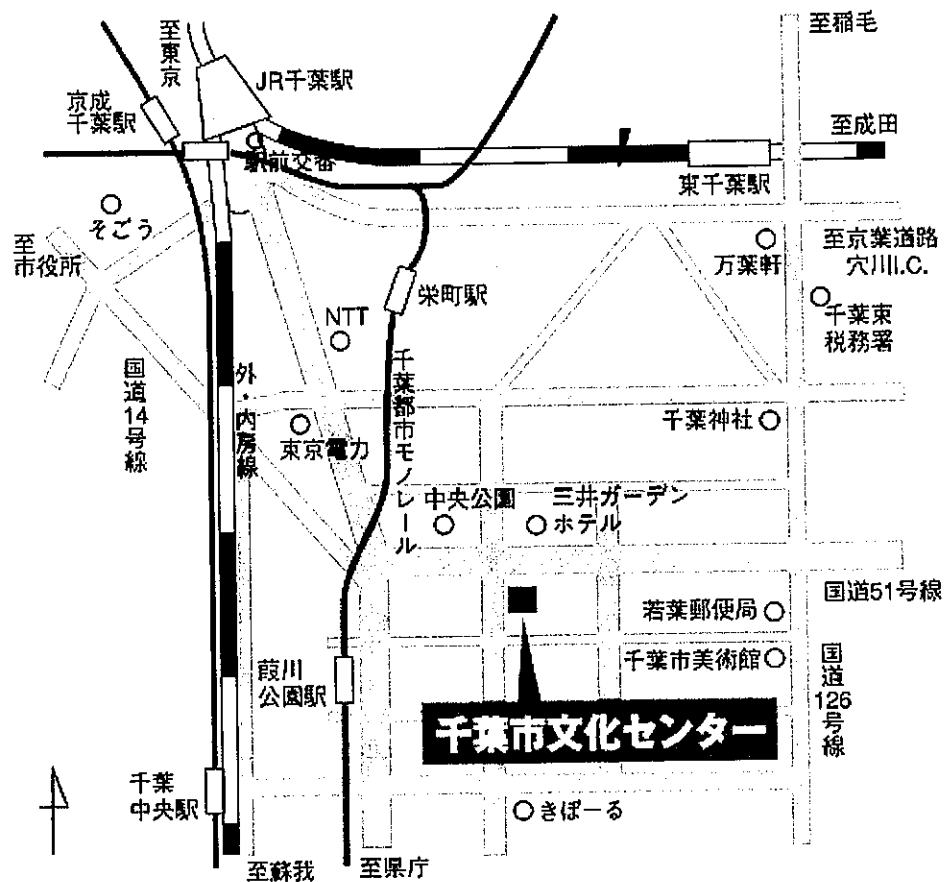 至稲毛
至東京
JR千葉駅
京成
千葉駅
至成田
駅前交番
東千葉駅
そごう
至
市役所
万葉軒
至京葉道路
穴川I.C.
栄町駅
NTT
千葉東
税務署
国道14号線
外・内房線
千葉都市モノレール
千葉神社
東京電力
中央公園
三井ガーデン
ホテル
国道51号線
若葉郵便局
千葉市美術館
国道126号線
葭川
公園駅
千葉市文化センター
千葉
中央駅
きぼーる
至蘇我
至県庁